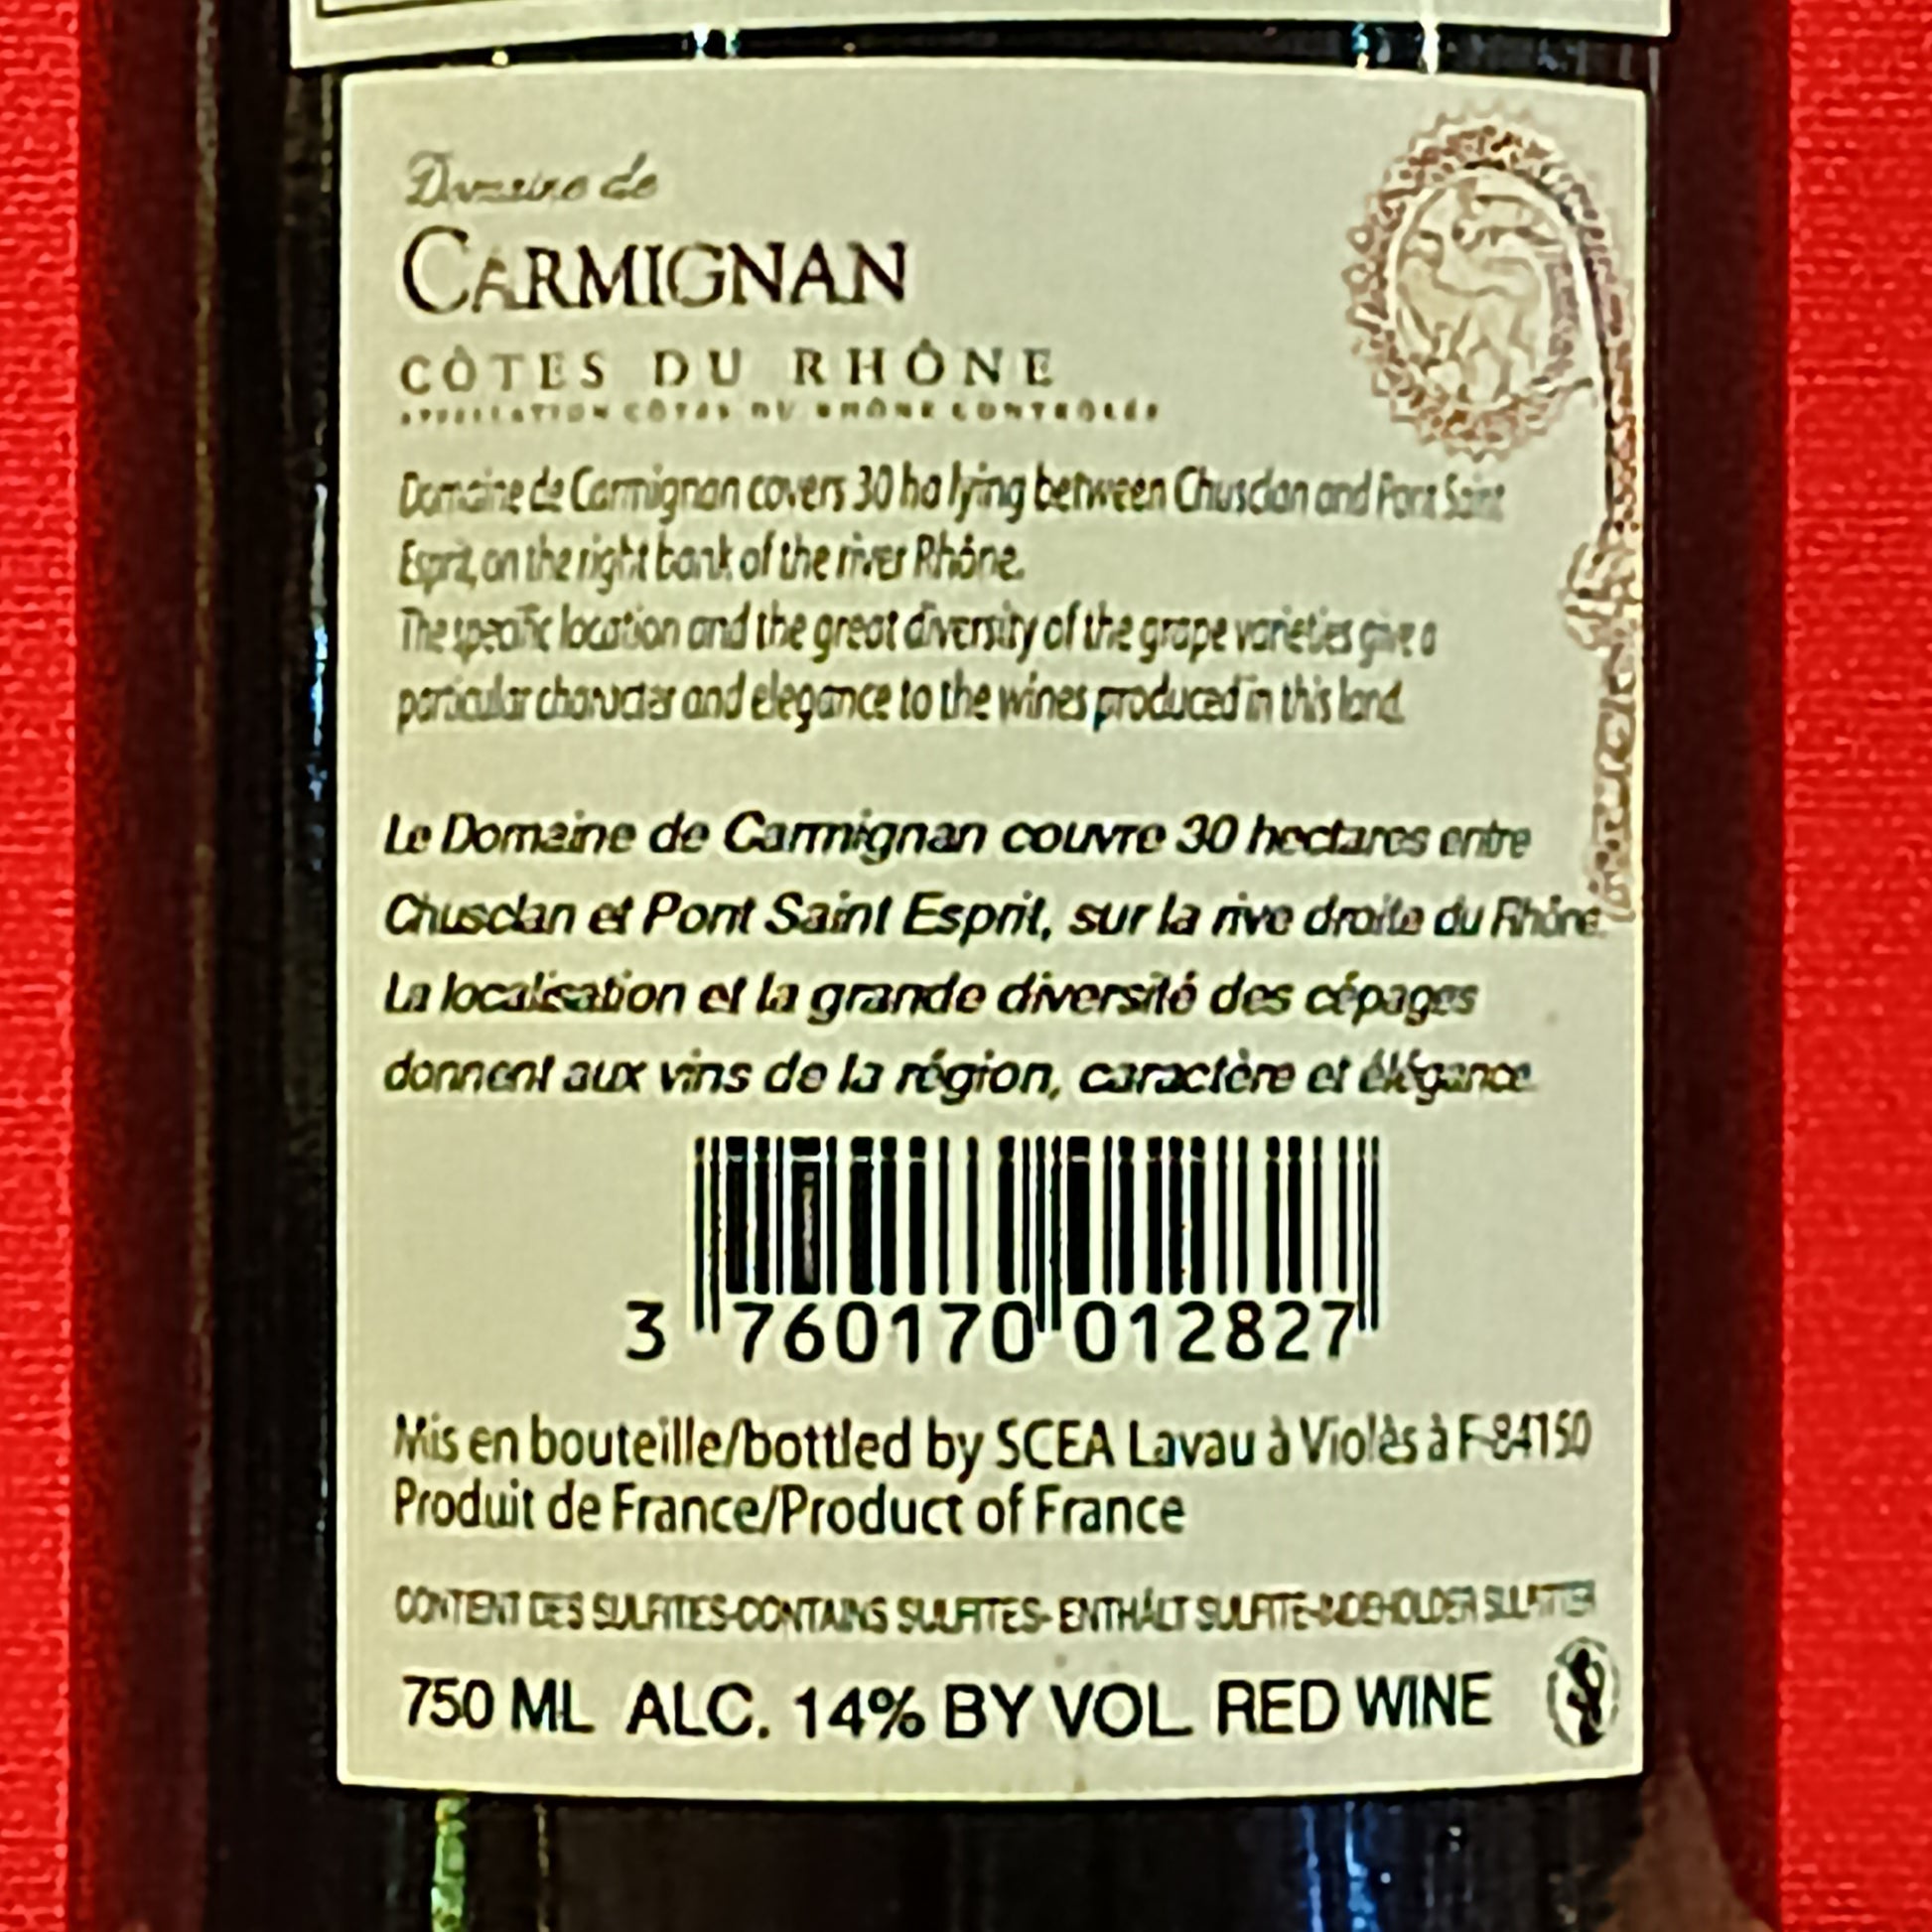 Domaine de
CARMIGNAN
CÔTES DU RHÔNE
APPELLATION CÔTES DU RHÔNE CONTRÔLÉE
Domaine de Carmignan covers 30 ha lying between Chusclan and Pont Saint
Esprit, on the right bank of the river Rhône.
The specific location and the great diversity of the grape varieties give a
particular character and elegance to the wines produced in this land.
Le Domaine de Carmignan couvre 30 hectares entre
Chusclan et Pont Saint Esprit, sur la rive droite du Rhône.
La localisation et la grande diversité des cépages
donnent aux vins de la région, caractère et élégance.
3 760170 012827
Mis en bouteille/bottled by SCEA Lavau à Violès à F-84150
Produit de France/Product of France
CONTENT DES SULFITES-CONTAINS SULFITES- ENTHÄLT SULFITE-INDEHOLDER SULFITTER
750 ML ALC. 14% BY VOL RED WINE